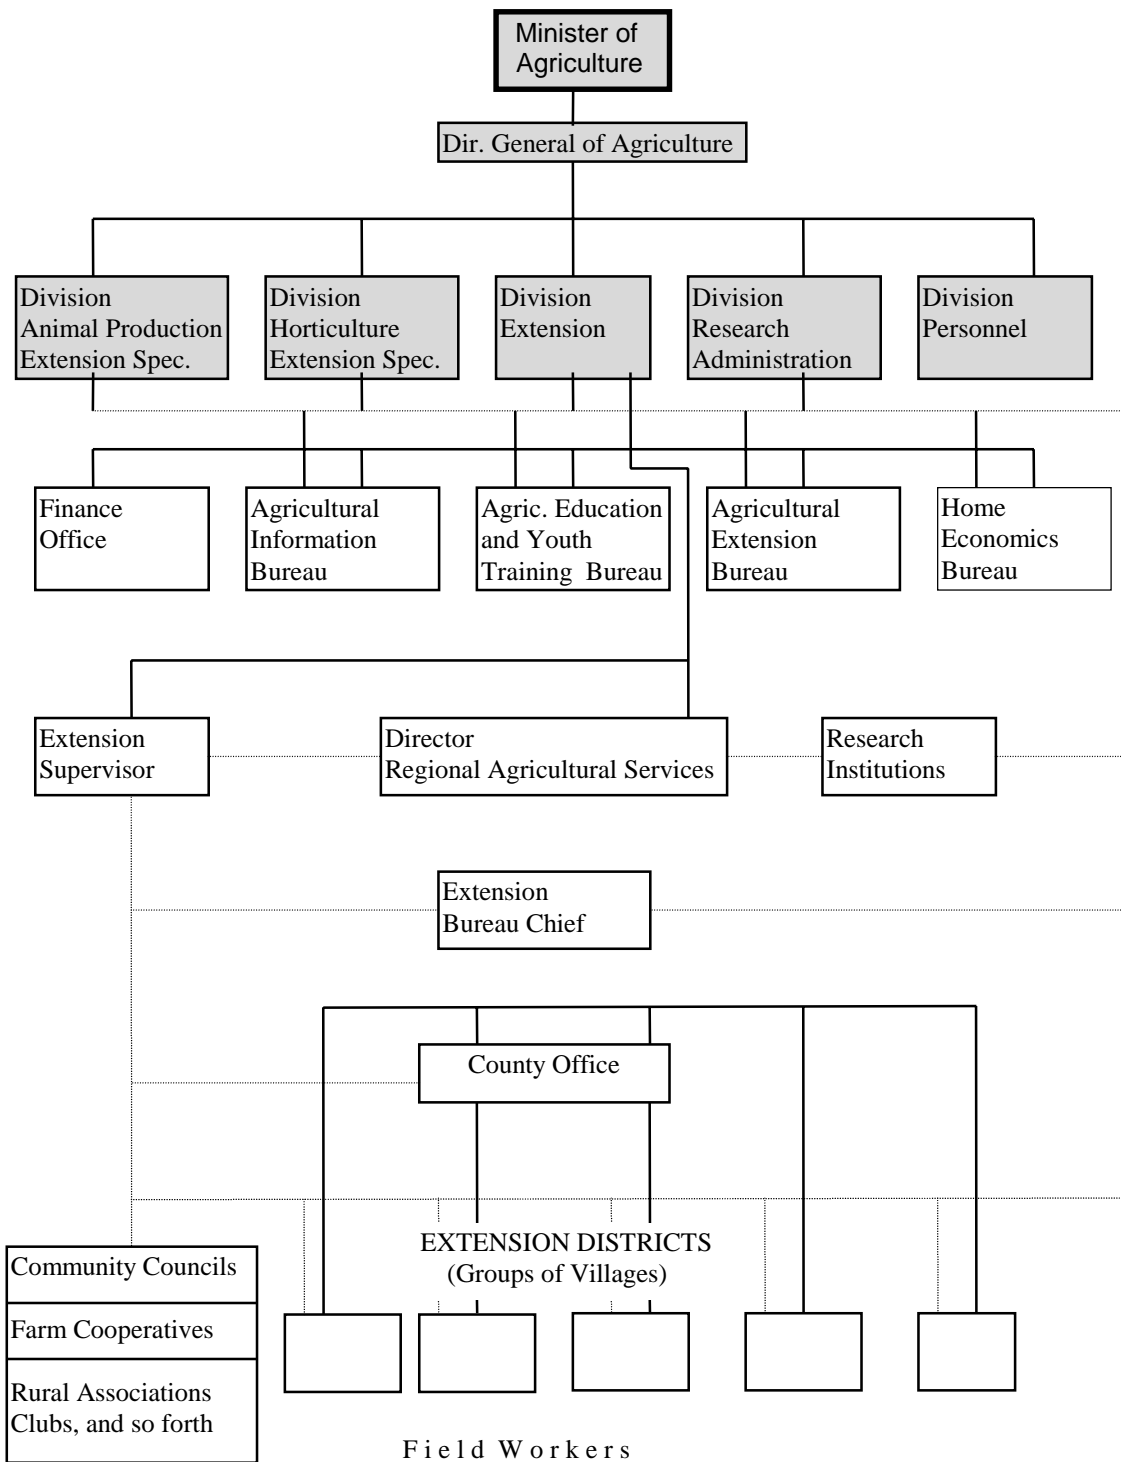 Minister of
Agriculture
Dir. General of Agriculture
Division
Animal Production
Extension Spec.
Division
Horticulture
Extension Spec.
Division
Extension
Division
Research
Administration
Division
Personnel
Finance
Office
Agricultural
Information
Bureau
Agric. Education
and Youth
Training Bureau
Agricultural
Extension
Bureau
Home
Economics
Bureau
Extension
Supervisor
Director
Regional Agricultural Services
Research
Institutions
Extension
Bureau Chief
County Office
EXTENSION DISTRICTS
(Groups of Villages)
Community Councils
Farm Cooperatives
Rural Associations
Clubs, and so forth
Field Workers